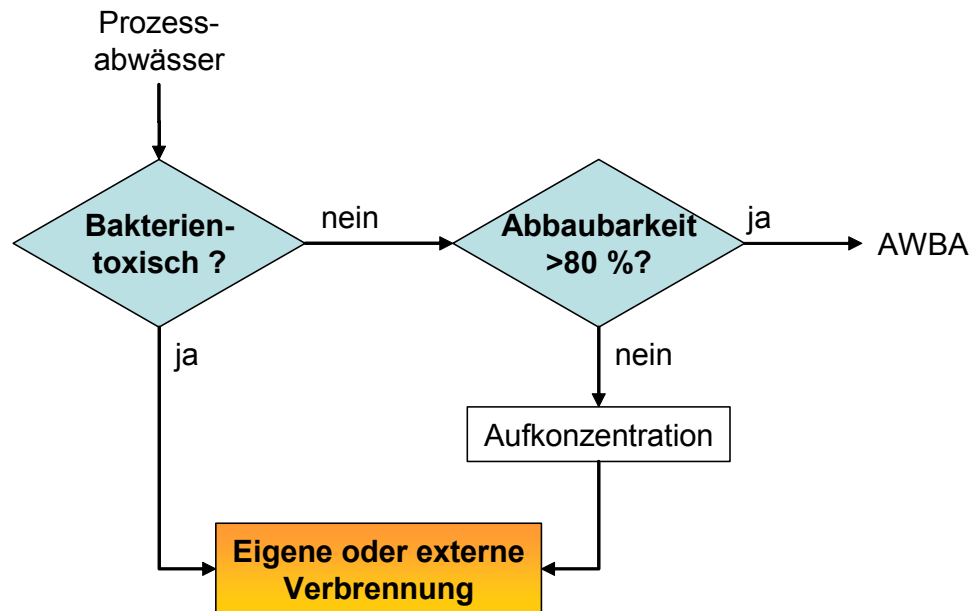 Prozess-
abwässer
Bakterien-
toxisch ?
nein
Abbaubarkeit
>80 %?
ja
AWBA
ja
nein
Aufkonzentration
Eigene oder externe
Verbrennung